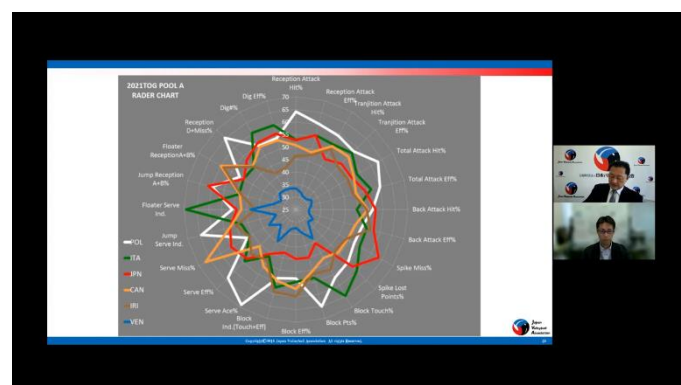 2021TOG POOL A
RADER CHART
Reception Attack
Hit%
Reception Attack
Eff%
Tranjition Attack
Hit%
Tranjition Attack
Eff%
Total Attack Hit%
Total Attack Eff%
Back Attack Hit%
Back Attack Eff%
Spike Miss%
Spike Lost
Points%
Block Touch%
Block Pts%
Block Eff%
Block
Ind.(Touch+Eff)
Serve Ace%
Serve Eff%
Serve Miss%
Jump
Serve Ind.
Floater Serve
Ind.
Jump Reception
A+B%
Floater
ReceptionA+B%
Reception
D+Miss%
Dig#%
Dig Eff%
70
65
60
55
50
45
40
35
30
25
POL
ITA
IPN
CAN
IRI
VEN
Japan
Volleyball
Association